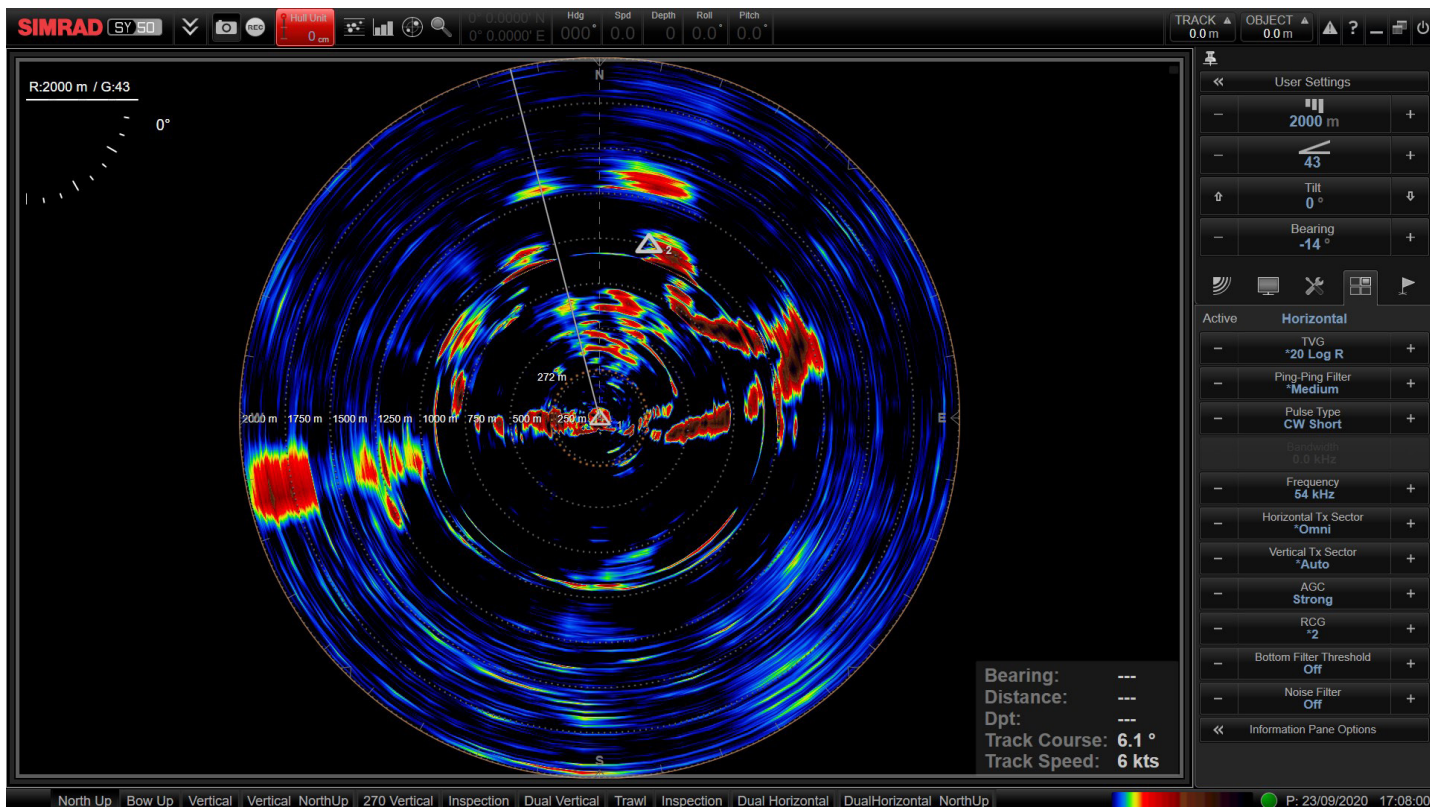 SIMRAD SY50
REC
Hull Unit
0 cm
0° 0.0000' N
0° 0.0000' E
Hdg Spd Depth Roll Pitch
000° 0.0 0 0.0° 0.0°
TRACK OBJECT
0.0 m 0.0 m
?
R:2000 m / G:43
0°
N
2
272 m
2000 m 1750 m 1500 m 1250 m 1000 m 750 m 500 m 250 m
1
E
S
Bearing: ---
Distance: ---
Dpt: ---
Track Course: 6.1 °
Track Speed: 6 kts
« User Settings
− 2000 m +
− 43 +
Tilt
0 °
Bearing
− -14 ° +
Active Horizontal
TVG
− *20 Log R +
Ping-Ping Filter
− *Medium +
Pulse Type
− CW Short +
Bandwidth
0.0 kHz
Frequency
− 54 kHz +
Horizontal Tx Sector
− *Omni +
Vertical Tx Sector
− *Auto +
AGC
− Strong +
RCG
− *2 +
Bottom Filter Threshold
− Off +
Noise Filter
− Off +
« Information Pane Options
North Up Bow Up Vertical Vertical_NorthUp 270 Vertical Inspection Dual Vertical Trawl Inspection Dual Horizontal DualHorizontal_NorthUp P: 23/09/2020 17:08:00